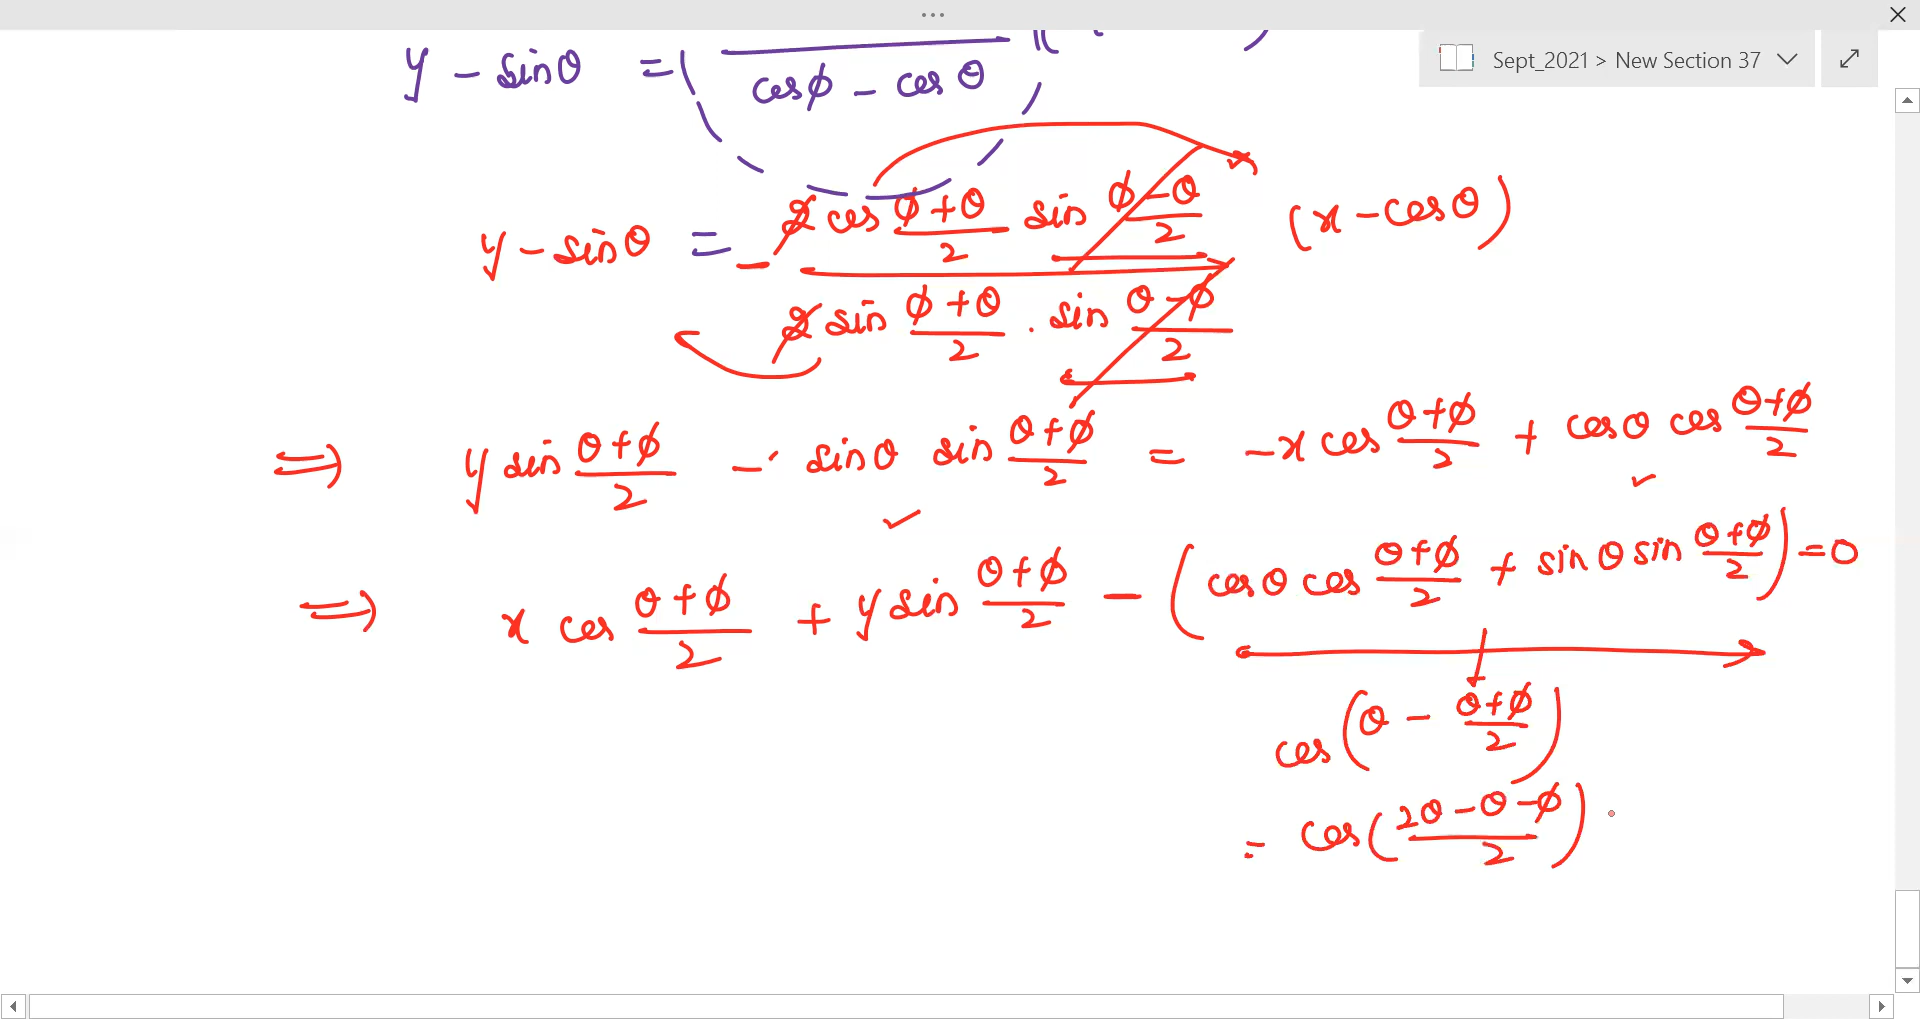 Sept_2021 > New Section 37
y - sinθ = ( / cosϕ - cosθ )
y - sinθ = - 2 cos (ϕ+θ)/2 sin (ϕ-θ)/2 / 2 sin (ϕ+θ)/2 . sin (θ-ϕ)/2 (x - cosθ)
⇒ y sin (θ+ϕ)/2 - sinθ sin (θ+ϕ)/2 = -x cos (θ+ϕ)/2 + cosθ cos (θ+ϕ)/2
⇒ x cos (θ+ϕ)/2 + y sin (θ+ϕ)/2 - (cosθ cos (θ+ϕ)/2 + sinθ sin (θ+ϕ)/2) = 0
cos (θ - (θ+ϕ)/2)
= cos ((2θ-θ-ϕ)/2)